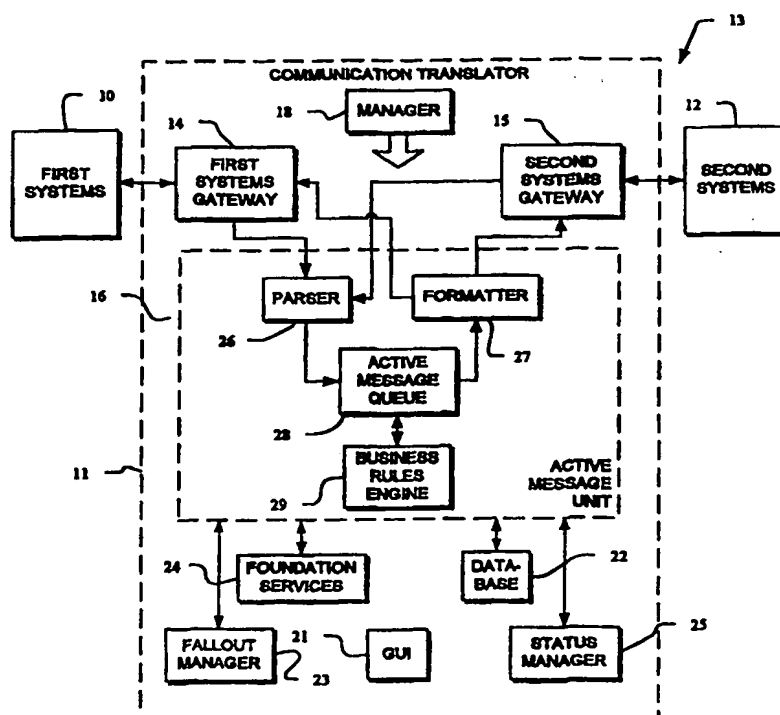 13
COMMUNICATION TRANSLATOR
10
12
18
MANAGER
14
15
FIRST
SYSTEMS
FIRST
SYSTEMS
GATEWAY
SECOND
SYSTEMS
GATEWAY
SECOND
SYSTEMS
16
PARSER
FORMATTER
26
27
ACTIVE
MESSAGE
QUEUE
28
11
BUSINESS
RULES
ENGINE
29
ACTIVE
MESSAGE
UNIT
24
FOUNDATION
SERVICES
DATA-
BASE
22
FALLOUT
MANAGER
23
21
GUI
STATUS
MANAGER
25